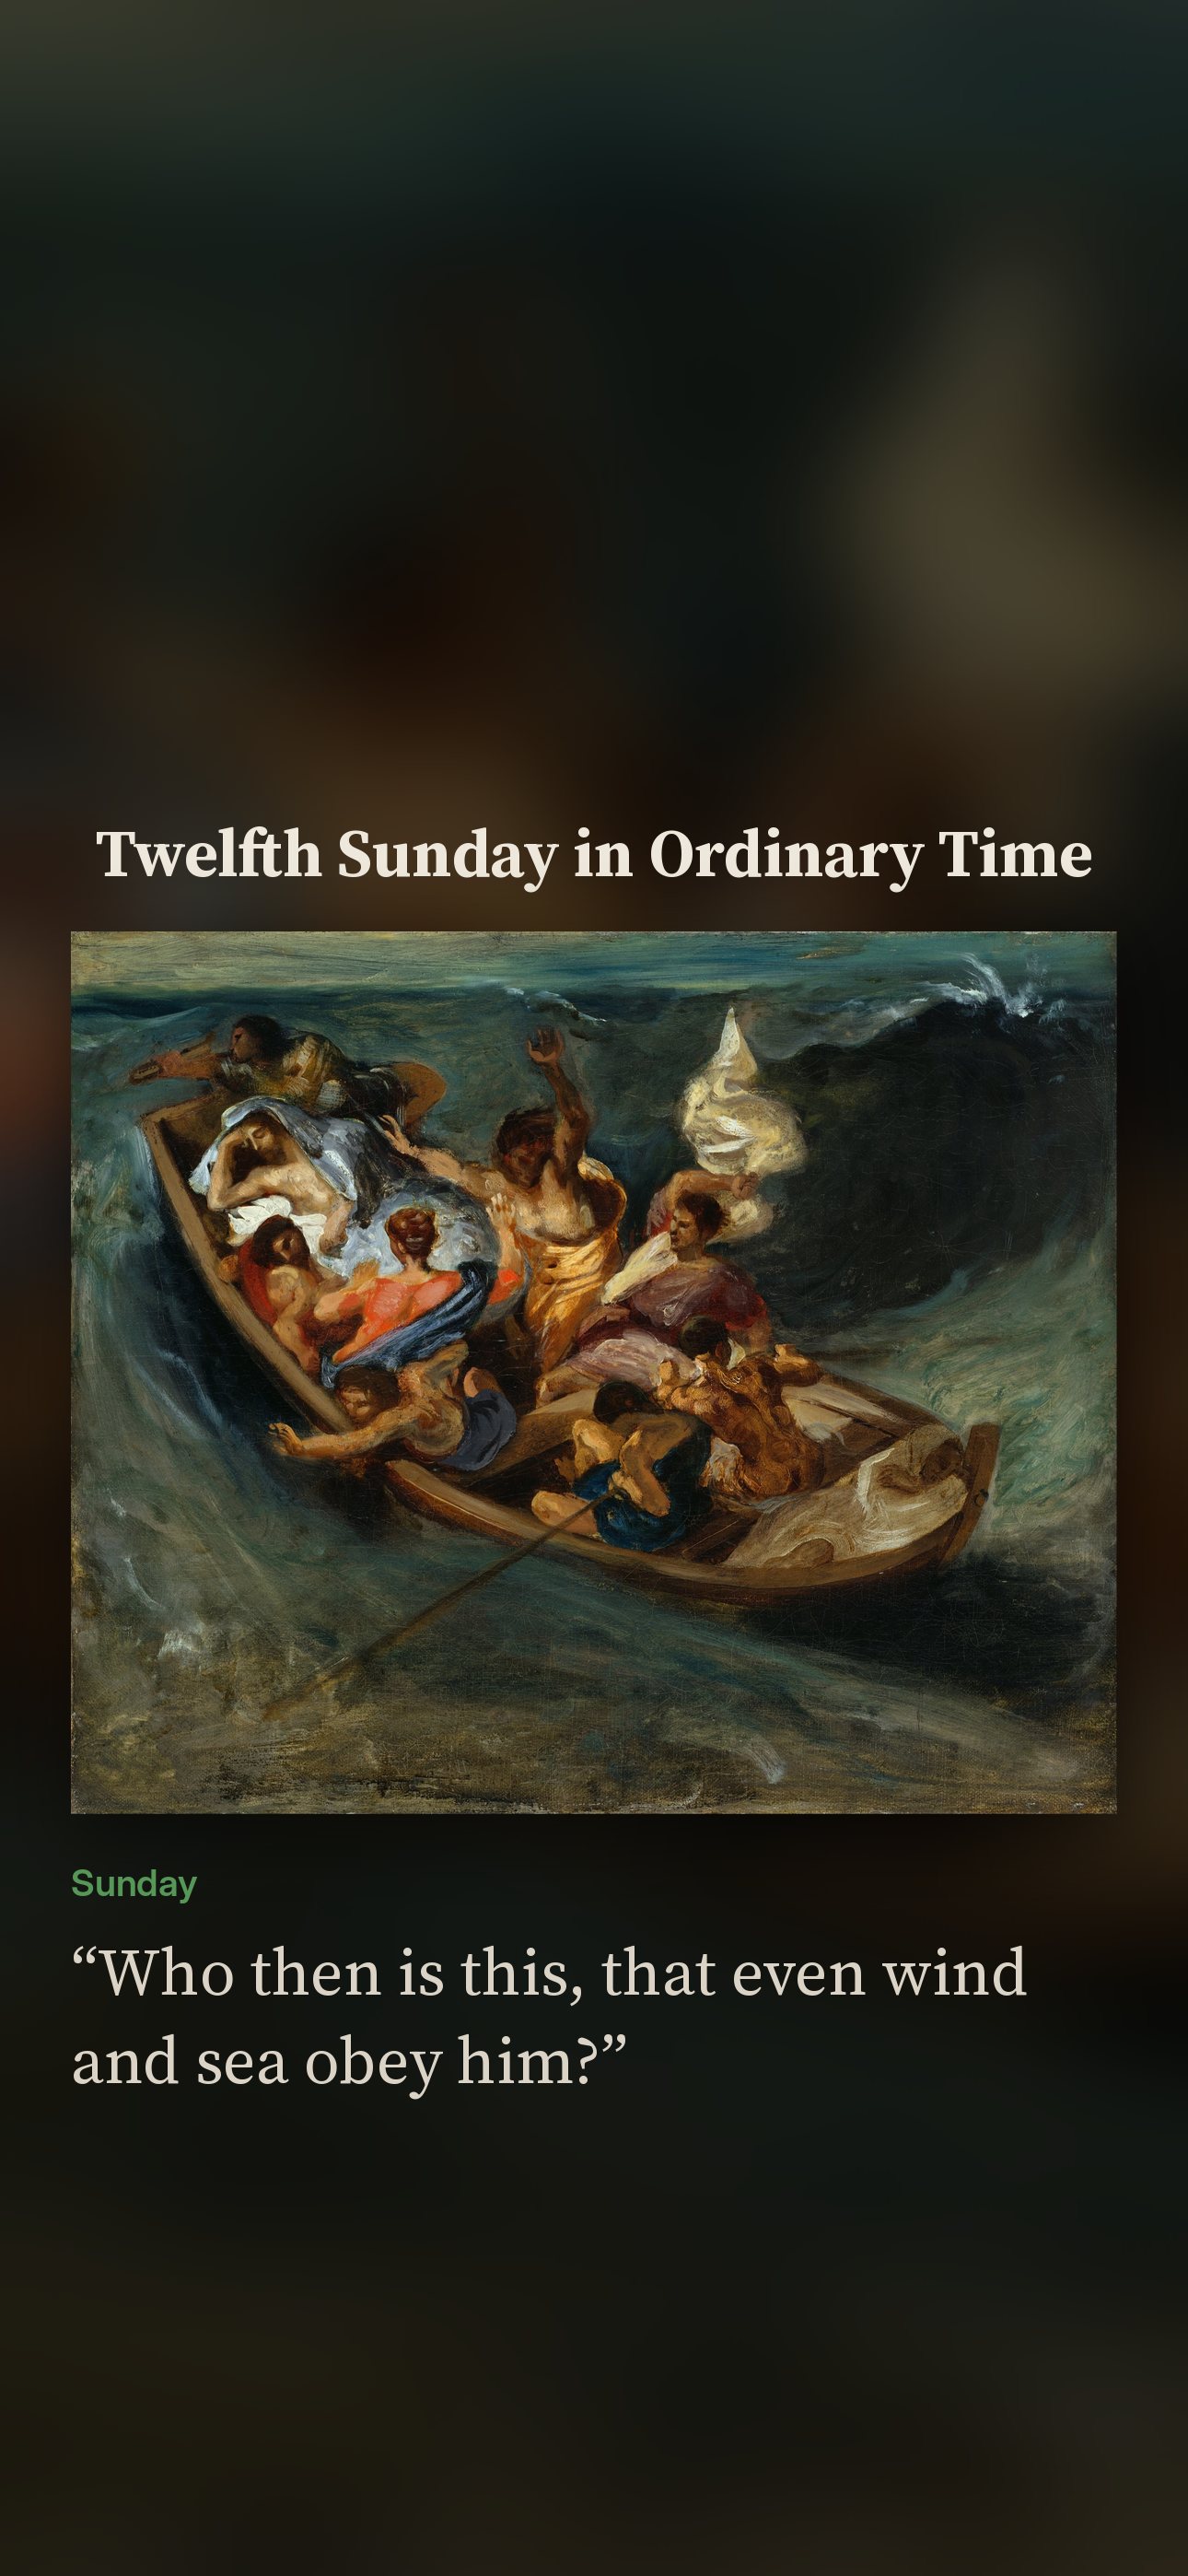 Twelfth Sunday in Ordinary Time
Sunday
“Who then is this, that even wind
and sea obey him?”